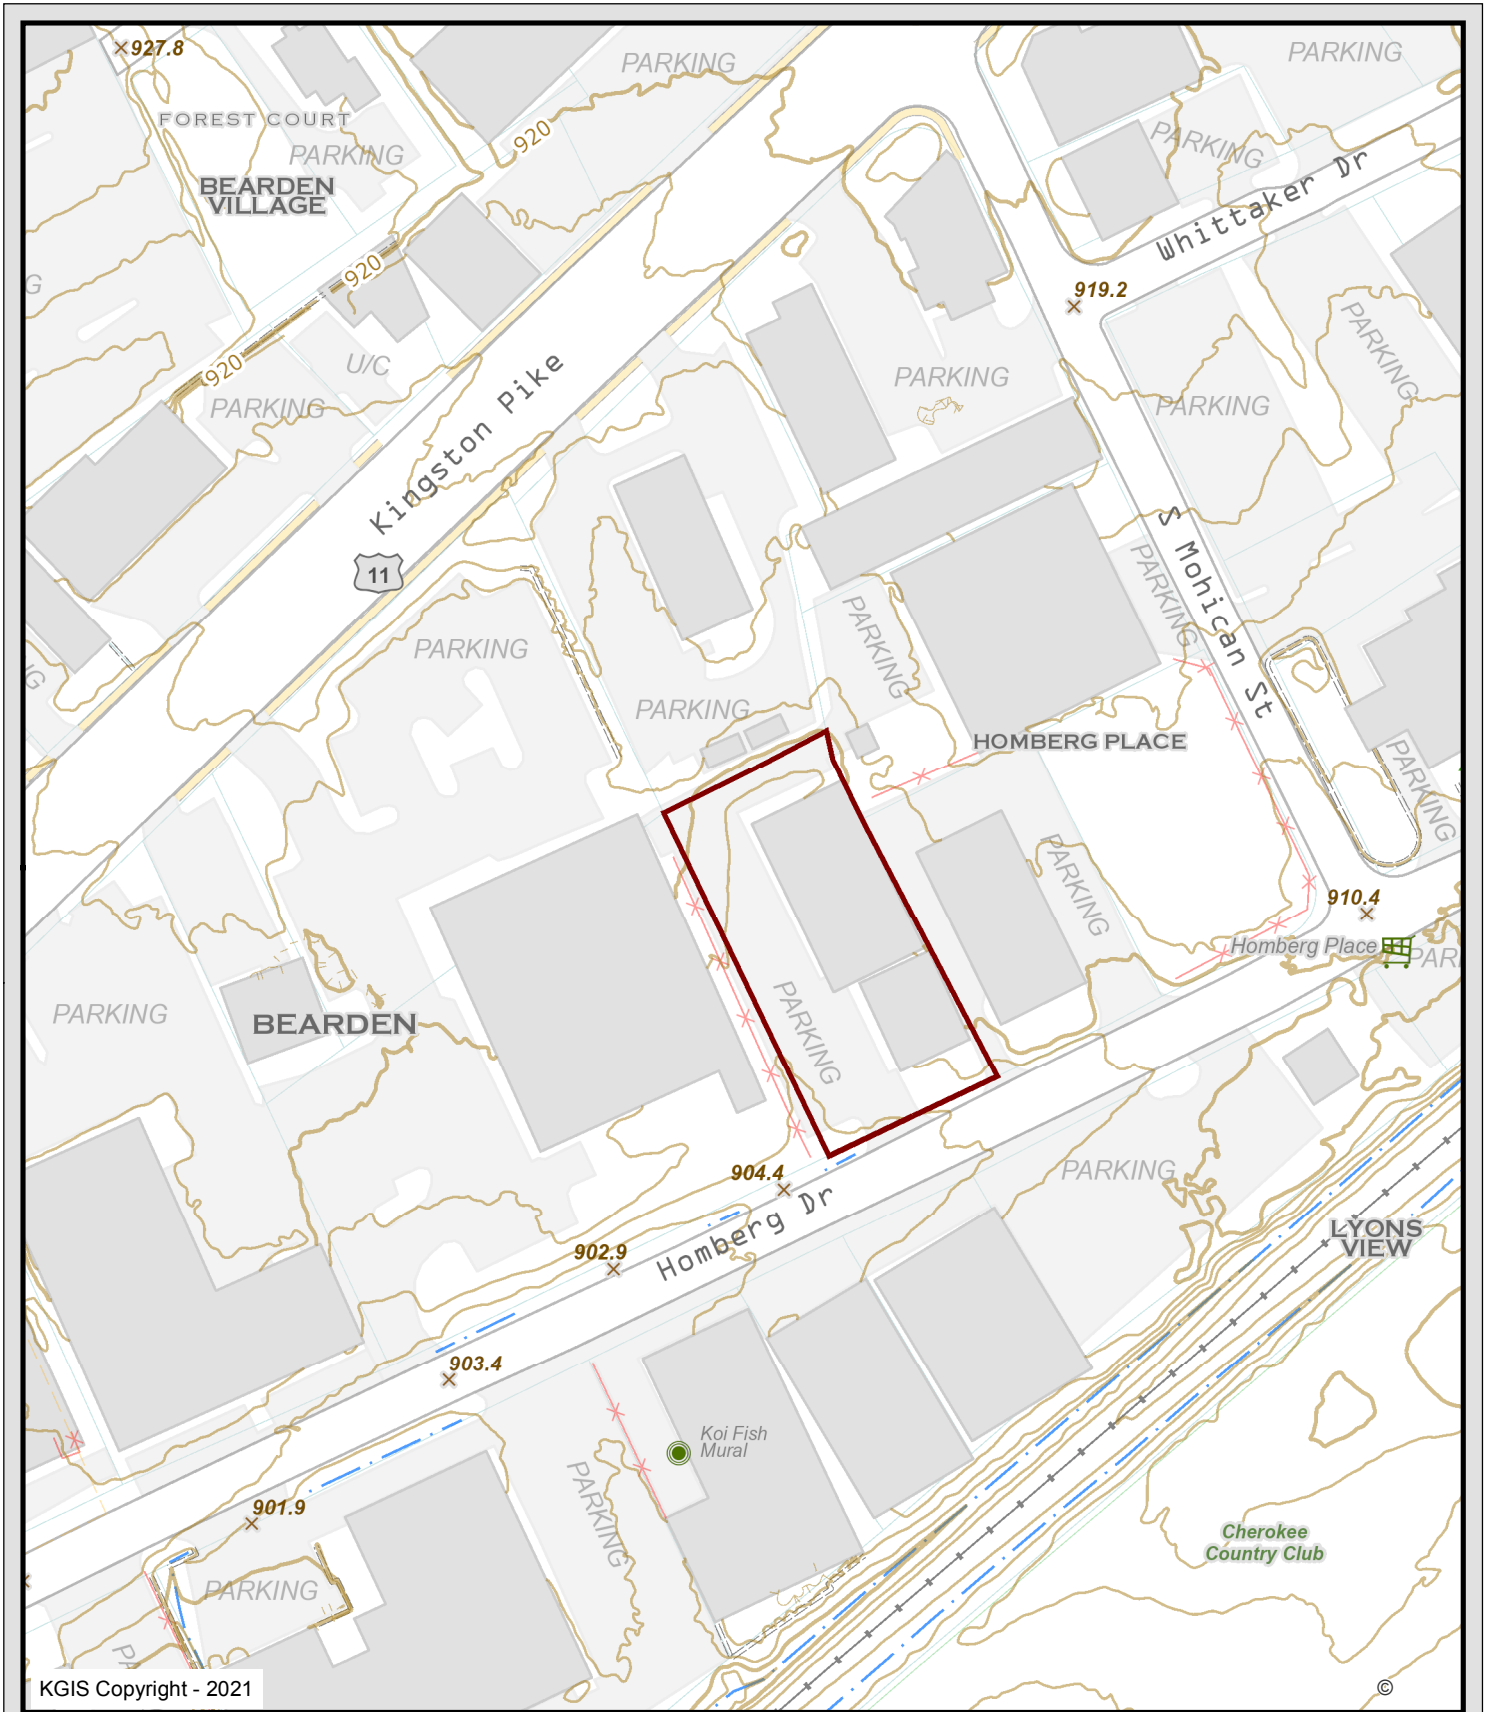 927.8
PARKING
PARKING
FOREST COURT
920
PARKING
PARKING
BEARDEN
VILLAGE
Whittaker Dr
920
G
919.2
U/C
920
PARKING
PARKING
PARKING
PARKING
Kingston Pike
11
S Mohican St
PARKING
PARKING
PARKING
NG
PARKING
HOMBERG PLACE
PARKING
PARKING
910.4
Homberg Place
PAR
PARKING
BEARDEN
PARKING
904.4
PARKING
Homberg Dr
LYONS
VIEW
902.9
903.4
Koi Fish
Mural
901.9
PARKING
Cherokee
Country Club
PARKING
PA
KGIS Copyright - 2021
©